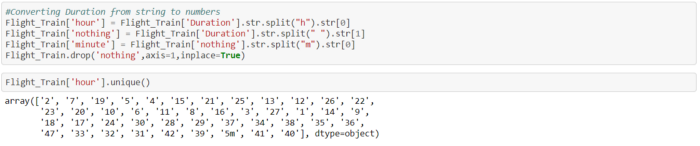 #Converting Duration from string to numbers
Flight_Train['hour'] = Flight_Train['Duration'].str.split("h").str[0]
Flight_Train['nothing'] = Flight_Train['Duration'].str.split(" ").str[1]
Flight_Train['minute'] = Flight_Train['nothing'].str.split("m").str[0]
Flight_Train.drop('nothing',axis=1,inplace=True)
Flight_Train['hour'].unique()
array(['2', '7', '19', '5', '4', '15', '21', '25', '13', '12', '26', '22',
'23', '20', '10', '6', '11', '8', '16', '3', '27', '1', '14', '9',
'18', '17', '24', '30', '28', '29', '37', '34', '38', '35', '36',
'47', '33', '32', '31', '42', '39', '5m', '41', '40'], dtype=object)